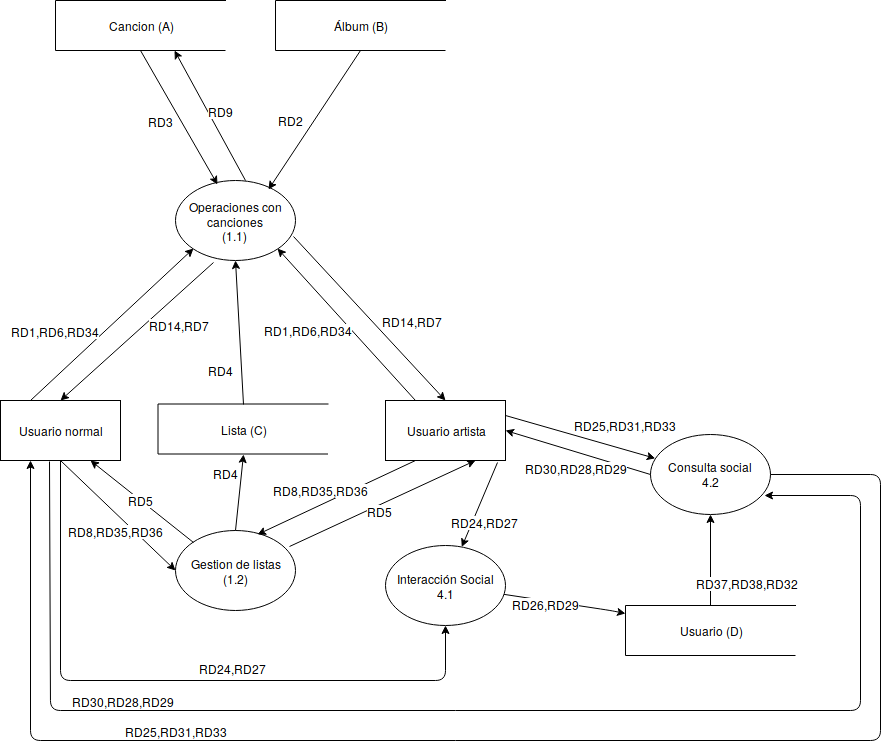 Cancion (A)
Álbum (B)
RD3
RD9
RD2
Operaciones con
canciones
(1.1)
RD1,RD6,RD34
RD14,RD7
RD1,RD6,RD34
RD14,RD7
RD4
Usuario normal
Lista (C)
Usuario artista
RD25,RD31,RD33
RD30,RD28,RD29
Consulta social
4.2
RD5
RD8,RD35,RD36
RD4
RD8,RD35,RD36
RD5
RD24,RD27
Gestion de listas
(1.2)
Interacción Social
4.1
RD26,RD29
RD37,RD38,RD32
Usuario (D)
RD24,RD27
RD30,RD28,RD29
RD25,RD31,RD33